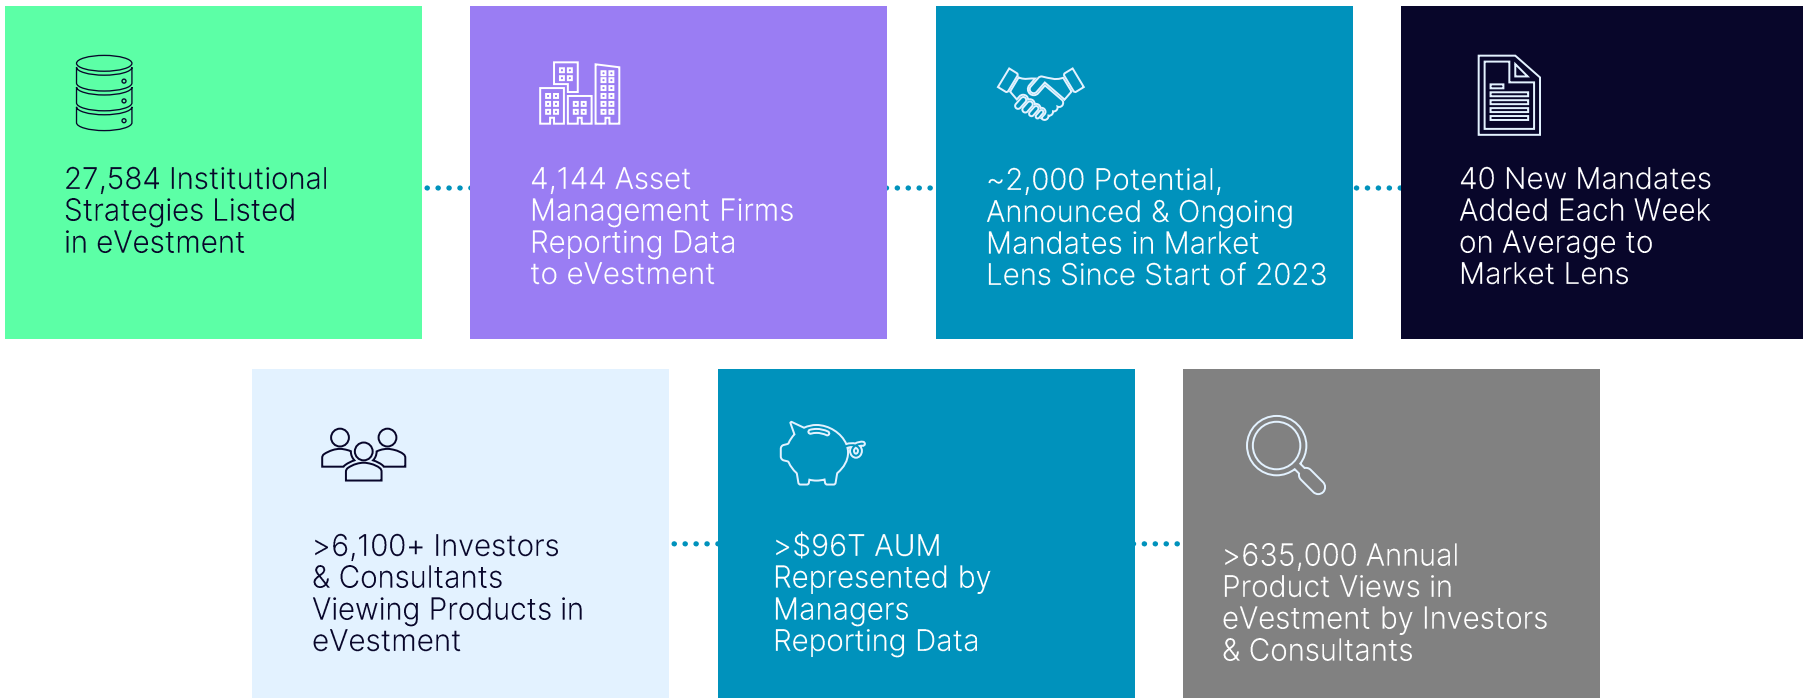 27,584 Institutional
Strategies Listed
in eVestment
4,144 Asset
Management Firms
Reporting Data
to eVestment
~2,000 Potential,
Announced & Ongoing
Mandates in Market
Lens Since Start of 2023
40 New Mandates
Added Each Week
on Average to
Market Lens
>6,100+ Investors
& Consultants
Viewing Products in
eVestment
>$96T AUM
Represented by
Managers
Reporting Data
>635,000 Annual
Product Views in
eVestment by Investors
& Consultants